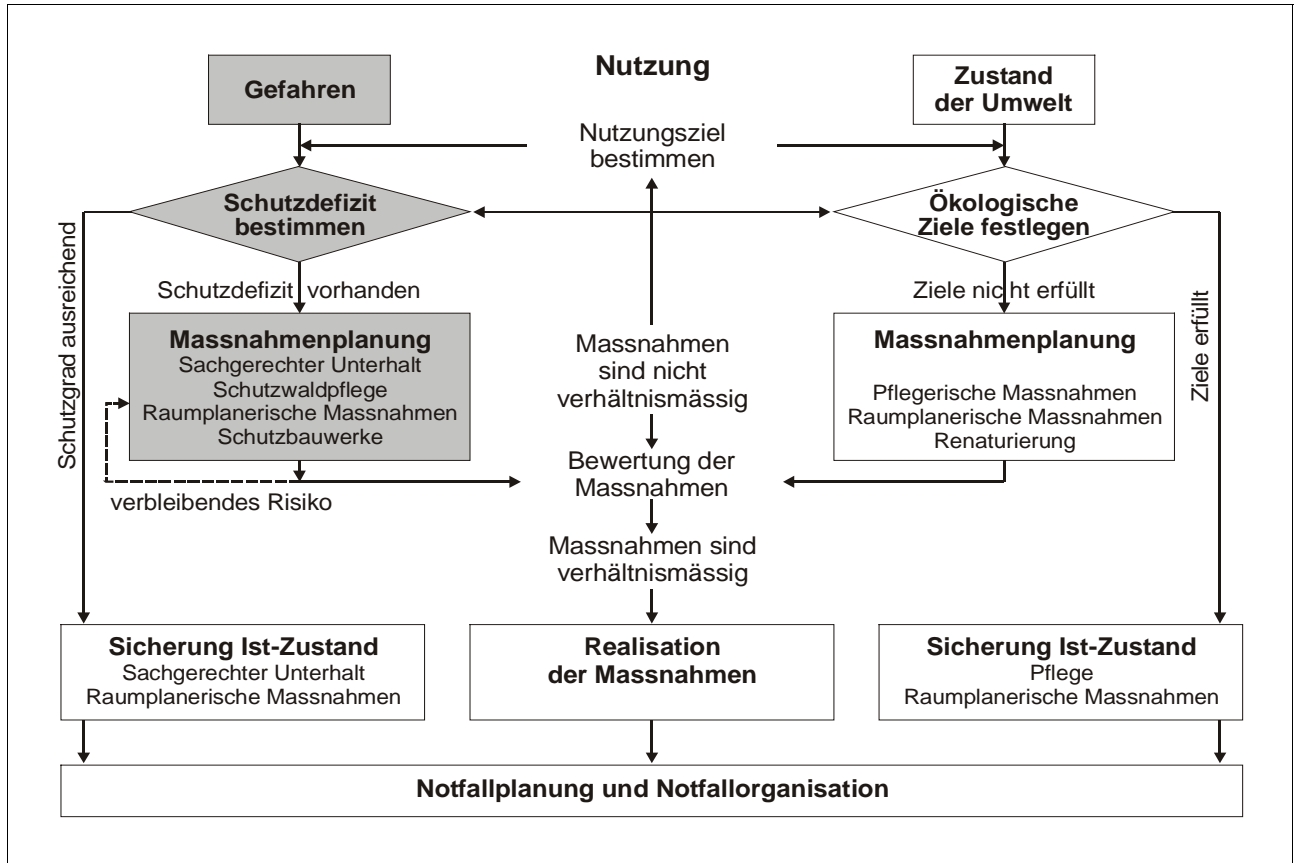 Nutzung
Gefahren
Zustand
der Umwelt
Nutzungsziel
bestimmen
Schutzdefizit
bestimmen
Ökologische
Ziele festlegen
Schutzgrad ausreichend
Schutzdefizit vorhanden
Ziele nicht erfüllt
Ziele erfüllt
Massnahmenplanung
Sachgerechter Unterhalt
Schutzwaldpflege
Raumplanerische Massnahmen
Schutzbauwerke
Massnahmen
sind nicht
verhältnismässig
Massnahmenplanung
Pflegerische Massnahmen
Raumplanerische Massnahmen
Renaturierung
verbleibendes Risiko
Bewertung der
Massnahmen
Massnahmen sind
verhältnismässig
Sicherung Ist-Zustand
Sachgerechter Unterhalt
Raumplanerische Massnahmen
Realisation
der Massnahmen
Sicherung Ist-Zustand
Pflege
Raumplanerische Massnahmen
Notfallplanung und Notfallorganisation